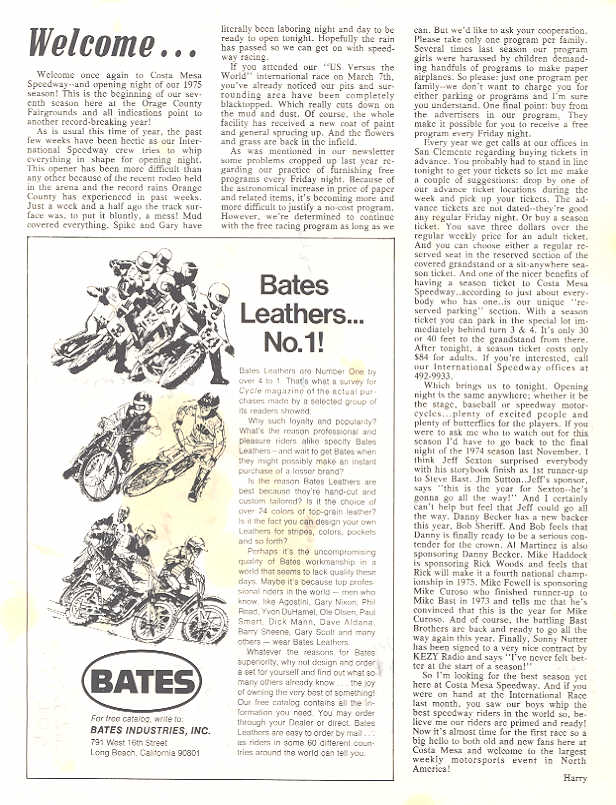 Welcome...
Welcome once again to Costa Mesa
Speedway--and opening night of our 1975
season! This is the beginning of our sev-
enth season here at the Orage County
Fairgrounds and all indications point to
another record-breaking year!
As is usual this time of year, the past
few weeks have been hectic as our Inter-
national Speedway crew tries to whip
everything in shape for opening night.
This opener has been more difficult than
any other because of the recent rodeo held
in the arena and the record rains Orange
County has experienced in past weeks.
Just a week and a half ago the track sur-
face was, to put it bluntly, a mess! Mud
covered everything. Spike and Gary have
literally been laboring night and day to be
ready to open tonight. Hopefully the rain
has passed so we can get on with speed-
way racing.
If you attended our "US Versus the
World" international race on March 7th,
you've already noticed our pits and sur-
rounding area have been completely
blacktopped. Which really cuts down on
the mud and dust. Of course, the whole
facility has received a new coat of paint
and general sprucing up. And the flowers
and grass are back in the infield.
As was mentioned in our newsletter
some problems cropped up last year re-
garding our practice of furnishing free
programs every Friday night. Because of
the astronomical increase in price of paper
and related items, it's becoming more and
more difficult to justify a no-cost program.
However, we're determined to continue
with the free racing program as long as we
can. But we'd like to ask your cooperation.
Please take only one program per family.
Several times last season our program
girls were harassed by children demand-
ing handfuls of programs to make paper
airplanes. So please: just one program per
family--we don't want to charge you for
either parking or programs and I'm sure
you understand. One final point: buy from
the advertisers in our program. They
make it possible for you to receive a free
program every Friday night.
Every year we get calls at our offices in
San Clemente regarding buying tickets in
advance. You probably had to stand in line
tonight to get your tickets so let me make
a couple of suggestions: drop by one of
our advance ticket locations during the
week and pick up your tickets. The ad-
vance tickets are not dated--they're good
any regular Friday night. Or buy a season
ticket. You save three dollars over the
regular weekly price for an adult ticket.
And you can choose either a regular re-
served seat in the reserved section of the
covered grandstand or a sit-anywhere sea-
son ticket. And one of the nicer benefits of
having a season ticket to Costa Mesa
Speedway..according to just about every-
body who has one..is our unique "re-
served parking" section. With a season
ticket you can park in the special lot im-
mediately behind turn 3 & 4. It's only 30
or 40 feet to the grandstand from there.
After tonight, a season ticket costs only
$84 for adults. If you're interested, call
our International Speedway offices at
492-9933.
Which brings us to tonight. Opening
night is the same anywhere; whether it be
the stage, baseball or speedway motor-
cycles...plenty of excited people and
plenty of butterflies for the players. If you
were to ask me who to watch out for this
season I'd have to go back to the final
night of the 1974 season last November. I
think Jeff Sexton surprised everybody
with his storybook finish as 1st runner-up
to Steve Bast. Jim Sutton..Jeff's sponsor,
says "this is the year for Sexton--he's
gonna go all the way!" And I certainly
can't help but feel that Jeff could go all
the way. Danny Becker has a new backer
this year, Bob Sheriff. And Bob feels that
Danny is finally ready to be a serious con-
tender for the crown. Al Martinez is also
sponsoring Danny Becker. Mike Haddock
is sponsoring Rick Woods and feels that
Rick will make it a fourth national champ-
ionship in 1975. Mike Fewell is sponsoring
Mike Curoso who finished runner-up to
Mike Bast in 1973 and tells me that he's
convinced that this is the year for Mike
Curoso. And of course, the battling Bast
Brothers are back and ready to go all the
way again this year. Finally, Sonny Nutter
has been signed to a very nice contract by
KEZY Radio and says "I've never felt bet-
ter at the start of a season!"
So I'm looking for the best season yet
here at Costa Mesa Speedway. And if you
were on hand at the International Race
last month, you saw our boys whip the
best speedway riders in the world so, be-
lieve me our riders are primed and ready!
Now it's almost time for the first race so a
big hello to both old and new fans here at
Costa Mesa and welcome to the largest
weekly motorsports event in North
America!
Harry
Bates
Leathers...
No.1!
Bates Leathers are Number One by
over 4 to 1. That's what a survey for
Cycle magazine of the actual pur-
chases made by a selected group of
its readers showed.
Why such loyalty and popularity?
What's the reason professional and
pleasure riders alike specify Bates
Leathers – and wait to get Bates when
they might possibly make an instant
purchase of a lesser brand?
Is the reason Bates Leathers are
best because they're hand-cut and
custom tailored? Is it the choice of
over 24 colors of top-grain leather?
Is it the fact you can design your own
Leathers for stripes, colors, pockets
and so forth?
Perhaps it's the uncompromising
quality of Bates workmanship in a
world that seems to lack quality these
days. Maybe it's because top profes-
sional riders in the world – men who
know, like Agostini, Gary Nixon, Phil
Read, Yvon DuHamel, Ole Olsen, Paul
Smart, Dick Mann, Dave Aldana,
Barry Sheene, Gary Scott and many
others — wear Bates Leathers.
Whatever the reasons for Bates
superiority, why not design and order
a set for yourself and find out what so
many others already know . . . the joy
of owning the very best of something!
Our free catalog contains all the in-
formation you need. You may order
through your Dealer or direct. Bates
Leathers are easy to order by mail . . .
as riders in some 60 different coun-
tries around the world can tell you.
BATES
For free catalog, write to:
BATES INDUSTRIES, INC.
791 West 16th Street
Long Beach, California 90801